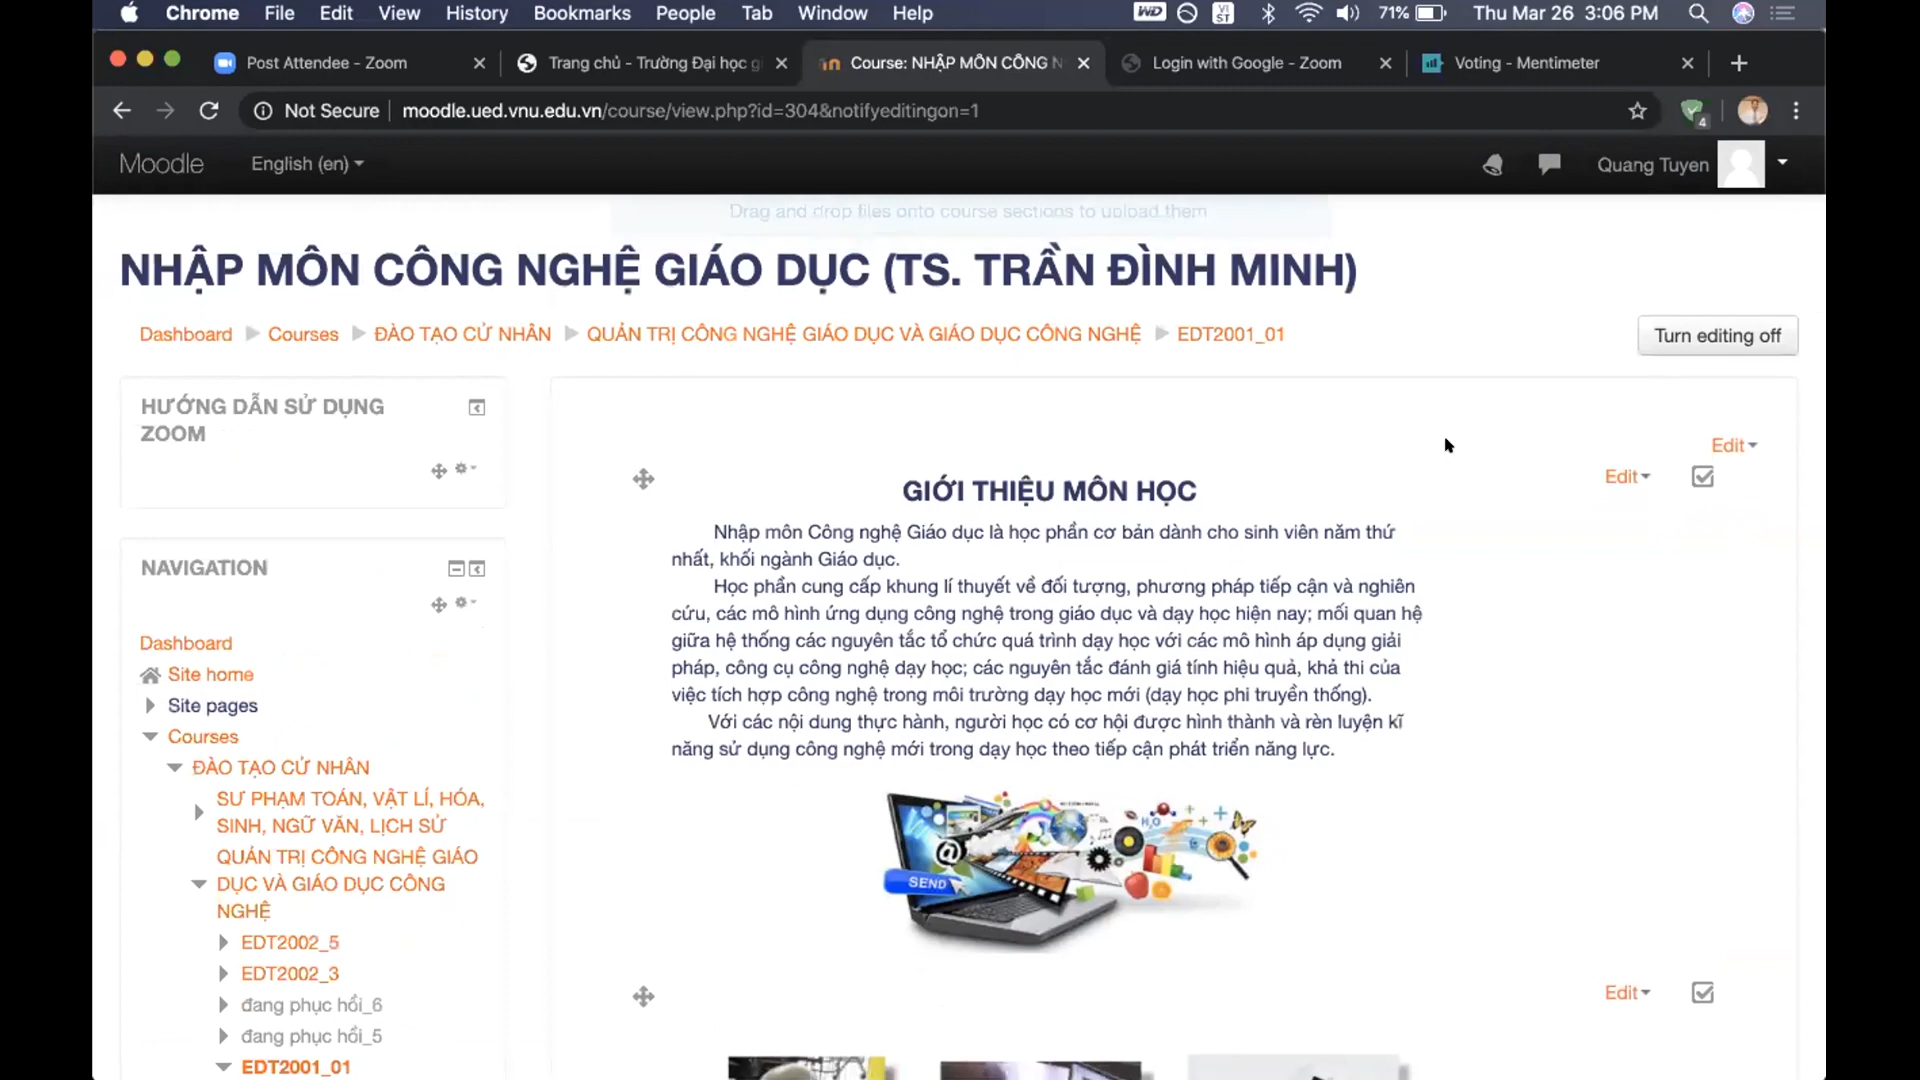 Chrome File Edit View History Bookmarks People Tab Window Help WD VI ST 71% Thu Mar 26 3:06 PM
Post Attendee - Zoom Trang chủ - Trường Đại học g Course: NHẬP MÔN CÔNG N Login with Google - Zoom Voting - Mentimeter
Not Secure moodle.ued.vnu.edu.vn/course/view.php?id=304&notifyeditingon=1 4
Moodle English (en) Quang Tuyen
Drag and drop files onto course sections to upload them
NHẬP MÔN CÔNG NGHỆ GIÁO DỤC (TS. TRẦN ĐÌNH MINH)
Dashboard Courses ĐÀO TẠO CỬ NHÂN QUẢN TRỊ CÔNG NGHỆ GIÁO DỤC VÀ GIÁO DỤC CÔNG NGHỆ EDT2001_01
Turn editing off
HƯỚNG DẪN SỬ DỤNG
ZOOM
NAVIGATION
Dashboard
Site home
Site pages
Courses
ĐÀO TẠO CỬ NHÂN
SƯ PHẠM TOÁN, VẬT LÍ, HÓA,
SINH, NGỮ VĂN, LỊCH SỬ
QUẢN TRỊ CÔNG NGHỆ GIÁO
DỤC VÀ GIÁO DỤC CÔNG
NGHỆ
EDT2002_5
EDT2002_3
đang phục hồi_6
đang phục hồi_5
EDT2001_01
Edit
Edit
GIỚI THIỆU MÔN HỌC
Nhập môn Công nghệ Giáo dục là học phần cơ bản dành cho sinh viên năm thứ
nhất, khối ngành Giáo dục.
Học phần cung cấp khung lí thuyết về đối tượng, phương pháp tiếp cận và nghiên
cứu, các mô hình ứng dụng công nghệ trong giáo dục và dạy học hiện nay; mối quan hệ
giữa hệ thống các nguyên tắc tổ chức quá trình dạy học với các mô hình áp dụng giải
pháp, công cụ công nghệ dạy học; các nguyên tắc đánh giá tính hiệu quả, khả thi của
việc tích hợp công nghệ trong môi trường dạy học mới (dạy học phi truyền thống).
Với các nội dung thực hành, người học có cơ hội được hình thành và rèn luyện kĩ
năng sử dụng công nghệ mới trong dạy học theo tiếp cận phát triển năng lực.
@
H₂O
SEND
Edit